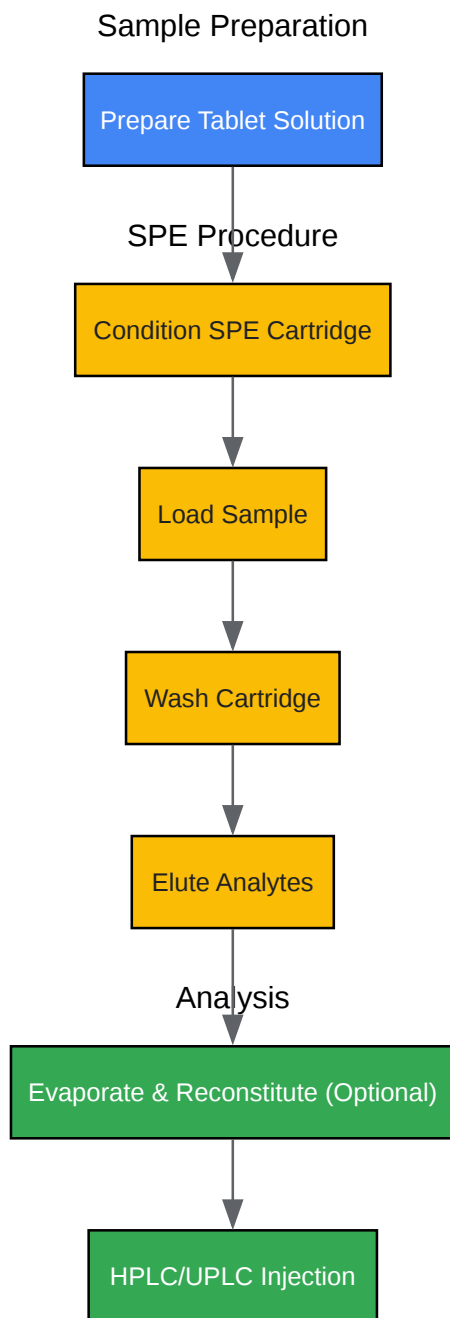 Sample Preparation
Prepare Tablet Solution
SPE Procedure
Condition SPE Cartridge
Load Sample
Wash Cartridge
Elute Analytes
Analysis
Evaporate & Reconstitute (Optional)
HPLC/UPLC Injection